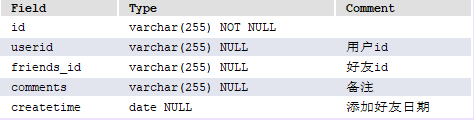 Field Type Comment
id varchar(255) NOT NULL
userid varchar(255) NULL 用户id
friends_id varchar(255) NULL 好友id
comments varchar(255) NULL 备注
createtime date NULL 添加好友日期